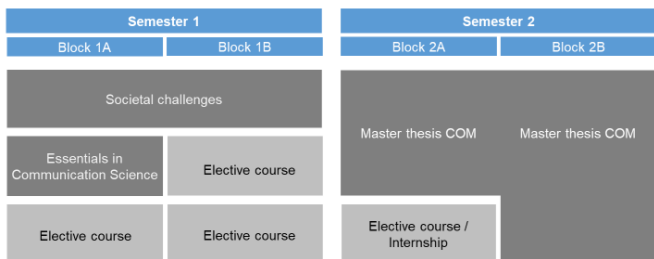 Semester 1
Semester 2
Block 1A
Block 1B
Block 2A
Block 2B
Societal challenges
Master thesis COM
Master thesis COM
Essentials in
Communication Science
Elective course
Elective course
Elective course
Elective course /
Internship